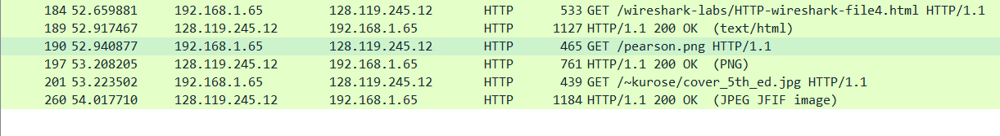 184 52.659881 192.168.1.65 128.119.245.12 HTTP 533 GET /wireshark-labs/HTTP-wireshark-file4.html HTTP/1.1
189 52.917467 128.119.245.12 192.168.1.65 HTTP 1127 HTTP/1.1 200 OK (text/html)
190 52.940877 192.168.1.65 128.119.245.12 HTTP 465 GET /pearson.png HTTP/1.1
197 53.208205 128.119.245.12 192.168.1.65 HTTP 761 HTTP/1.1 200 OK (PNG)
201 53.223502 192.168.1.65 128.119.245.12 HTTP 439 GET /~kurose/cover_5th_ed.jpg HTTP/1.1
260 54.017710 128.119.245.12 192.168.1.65 HTTP 1184 HTTP/1.1 200 OK (JPEG JFIF image)